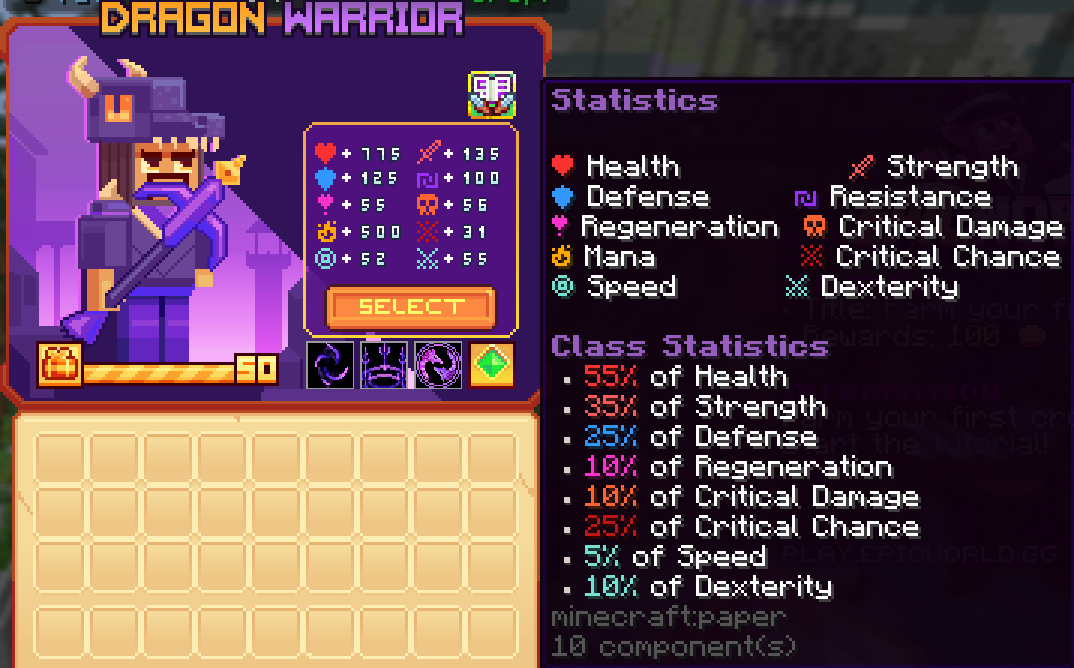 DRAGON WARRIOR
+ 775 + 135
+ 125 + 100
+ 55 + 56
+ 500 + 31
+ 52 + 55
SELECT
50
Statistics
Health Strength
Defense Resistance
Regeneration Critical Damage
Mana Critical Chance
Speed Dexterity
Class Statistics
55% of Health
35% of Strength
25% of Defense
10% of Regeneration
10% of Critical Damage
25% of Critical Chance
5% of Speed
10% of Dexterity
minecraft:paper
10 component(s)
Rewards: 100
PLAY.EPICWORLD.GG